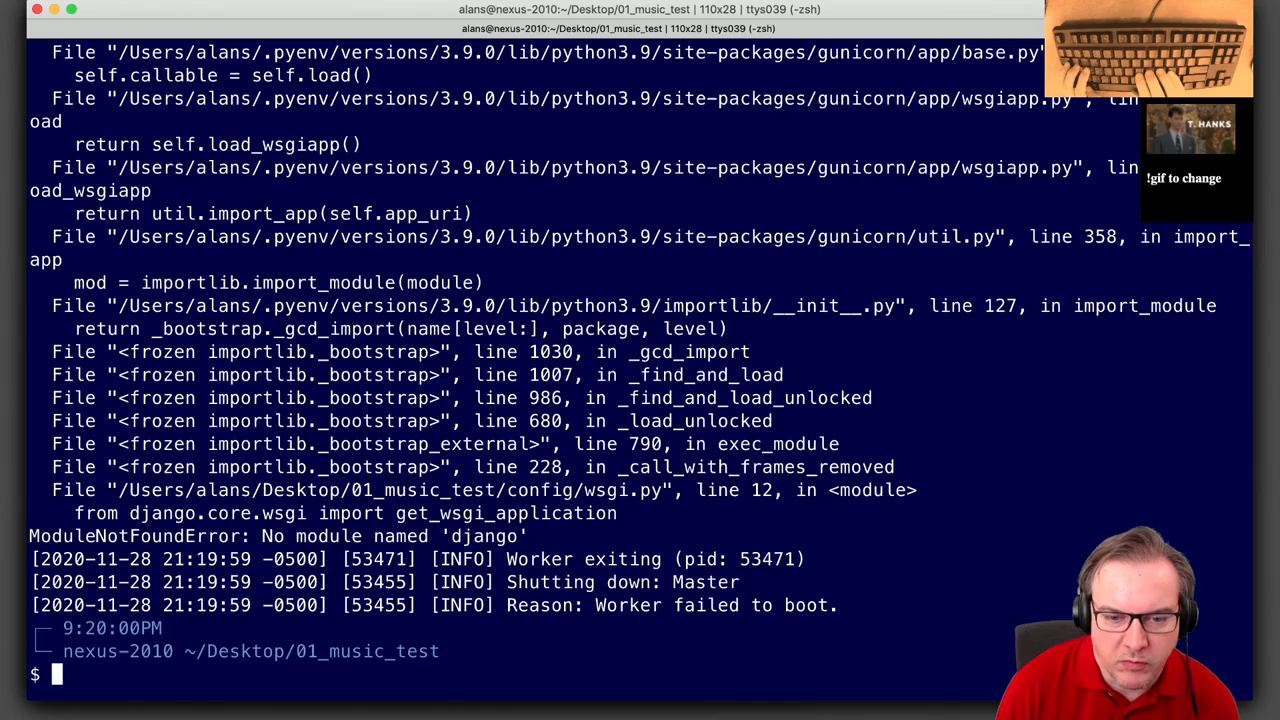 alans@nexus-2010:~/Desktop/01_music_test | 110x28 | ttys039 (-zsh)
alans@nexus-2010:~/Desktop/01_music_test | 110x28 | ttys039 (-zsh)
File "/Users/alans/.pyenv/versions/3.9.0/lib/python3.9/site-packages/gunicorn/app/base.py"
self.callable = self.load()
File "/Users/alans/.pyenv/versions/3.9.0/lib/python3.9/site-packages/gunicorn/app/wsgiapp.py", lin
oad
return self.load_wsgiapp()
File "/Users/alans/.pyenv/versions/3.9.0/lib/python3.9/site-packages/gunicorn/app/wsgiapp.py", lin
oad_wsgiapp
return util.import_app(self.app_uri)
File "/Users/alans/.pyenv/versions/3.9.0/lib/python3.9/site-packages/gunicorn/util.py", line 358, in import_
app
mod = importlib.import_module(module)
File "/Users/alans/.pyenv/versions/3.9.0/lib/python3.9/importlib/__init__.py", line 127, in import_module
return _bootstrap._gcd_import(name[level:], package, level)
File "<frozen importlib._bootstrap>", line 1030, in _gcd_import
File "<frozen importlib._bootstrap>", line 1007, in _find_and_load
File "<frozen importlib._bootstrap>", line 986, in _find_and_load_unlocked
File "<frozen importlib._bootstrap>", line 680, in _load_unlocked
File "<frozen importlib._bootstrap_external>", line 790, in exec_module
File "<frozen importlib._bootstrap>", line 228, in _call_with_frames_removed
File "/Users/alans/Desktop/01_music_test/config/wsgi.py", line 12, in <module>
from django.core.wsgi import get_wsgi_application
ModuleNotFoundError: No module named 'django'
[2020-11-28 21:19:59 -0500] [53471] [INFO] Worker exiting (pid: 53471)
[2020-11-28 21:19:59 -0500] [53455] [INFO] Shutting down: Master
[2020-11-28 21:19:59 -0500] [53455] [INFO] Reason: Worker failed to boot.
9:20:00PM
nexus-2010 ~/Desktop/01_music_test
$
T. HANKS
!gif to change